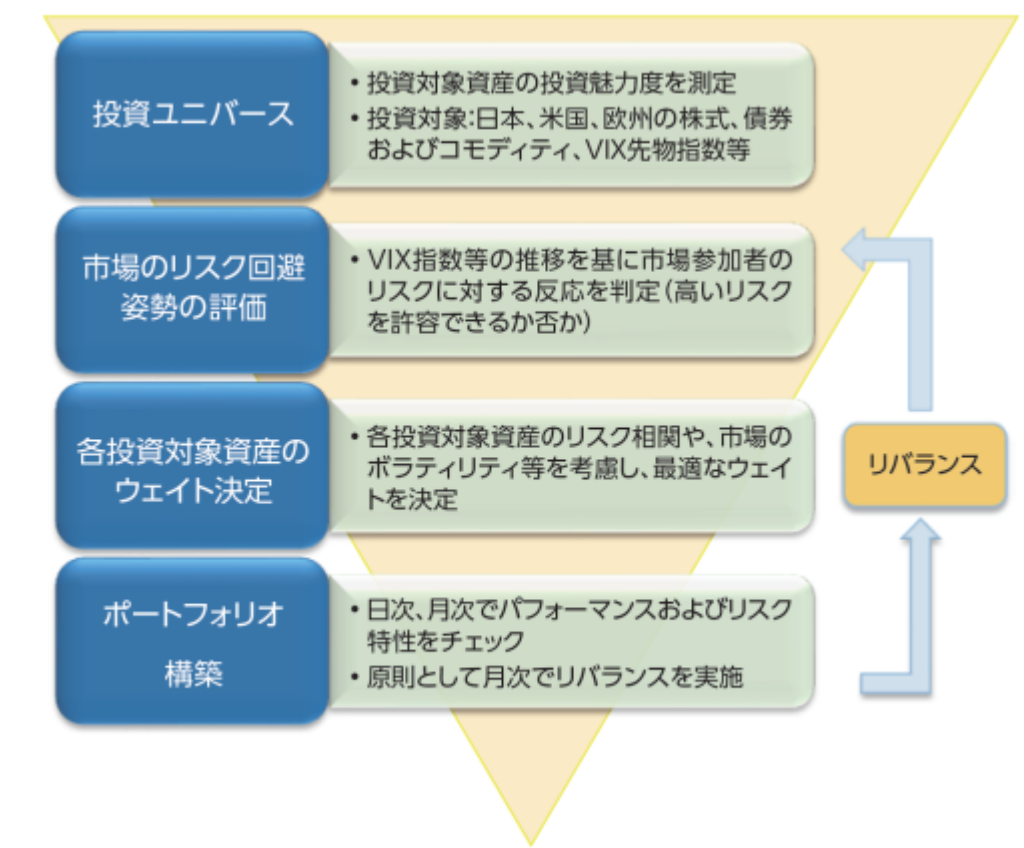 投資ユニバース
・投資対象資産の投資魅力度を測定
・投資対象:日本、米国、欧州の株式、債券
およびコモディティ、VIX先物指数等
市場のリスク回避
姿勢の評価
・VIX指数等の推移を基に市場参加者の
リスクに対する反応を判定(高いリスク
を許容できるか否か)
各投資対象資産の
ウェイト決定
・各投資対象資産のリスク相関や、市場の
ボラティリティ等を考慮し、最適なウェイ
トを決定
リバランス
ポートフォリオ
構築
・日次、月次でパフォーマンスおよびリスク
特性をチェック
・原則として月次でリバランスを実施